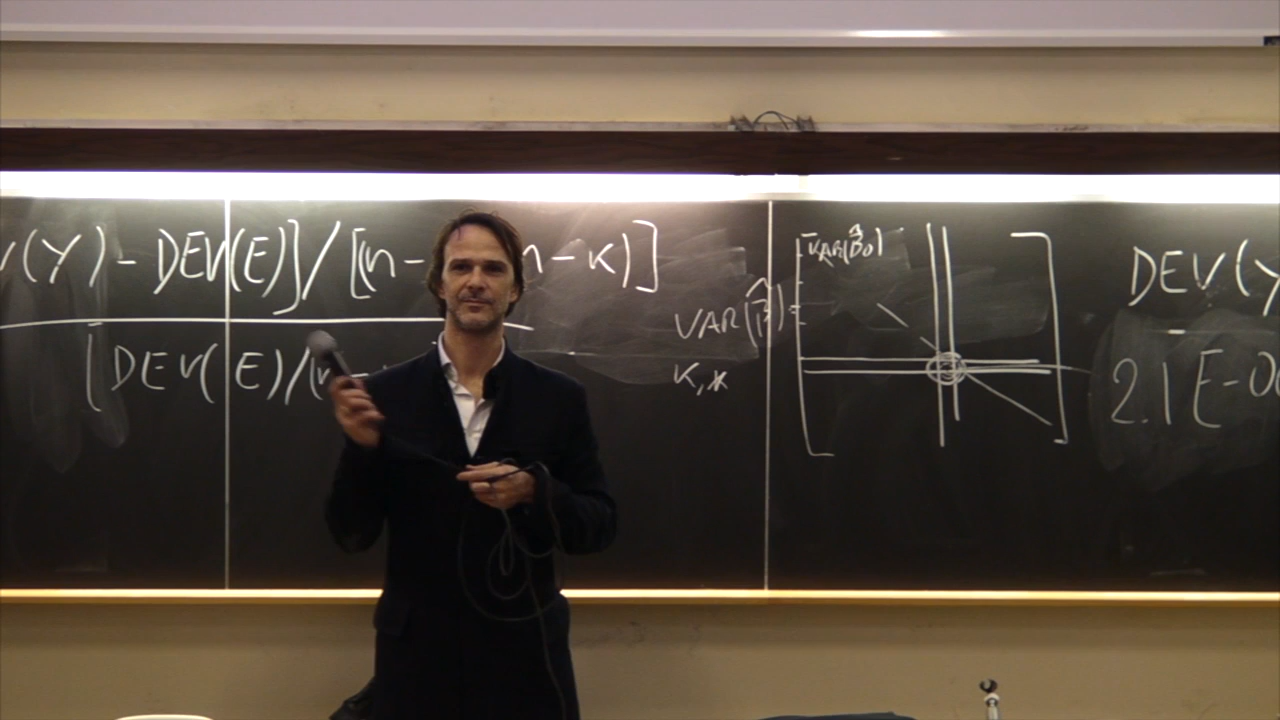 (Y) - DEV(E)]/[(n - n - K)]
[DEV(E)/(n -
VAR(β̂) =
K, K
VAR(β̂0)
DEV(Y
2.1 E-0